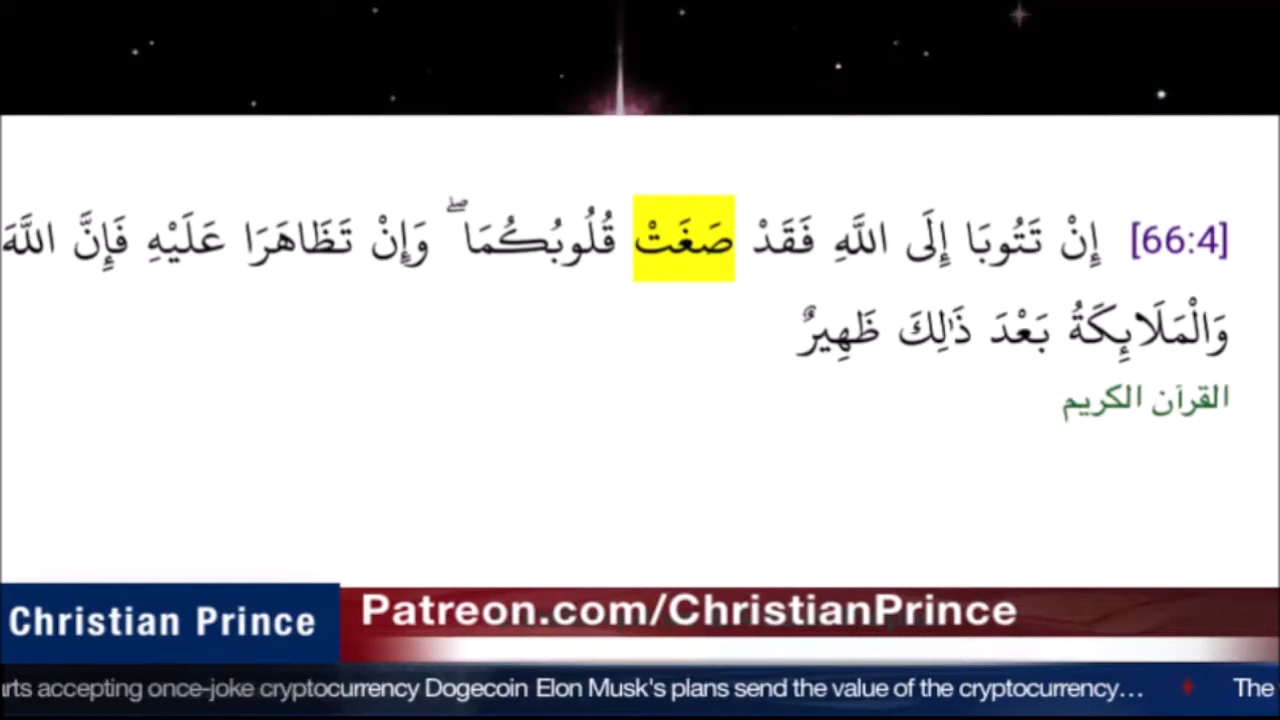 [66:4] إِنْ تَتُوبَا إِلَى اللَّهِ فَقَدْ صَغَتْ قُلُوبُكُمَا ۖ وَإِنْ تَظَاهَرَا عَلَيْهِ فَإِنَّ اللَّهَ
وَالْمَلَائِكَةُ بَعْدَ ذَٰلِكَ ظَهِيرٌ
القرآن الكريم
Christian Prince
Patreon.com/ChristianPrince
arts accepting once-joke cryptocurrency Dogecoin Elon Musk's plans send the value of the cryptocurrency… The